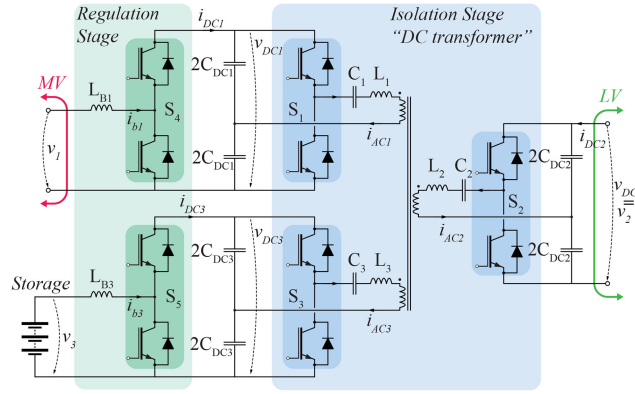 Regulation
Stage
Isolation Stage
“DC transformer”
i_DC1
MV
L_B1
i_b1
v_1
S_4
2C_DC1
2C_DC1
v_DC1
S_1
C_1
L_1
i_AC1
LV
L_2
C_2
S_2
i_AC2
2C_DC2
2C_DC2
i_DC2
v_DC
=
v_2
i_DC3
Storage
L_B3
i_b3
v_3
S_5
2C_DC3
2C_DC3
v_DC3
S_3
C_3
L_3
i_AC3